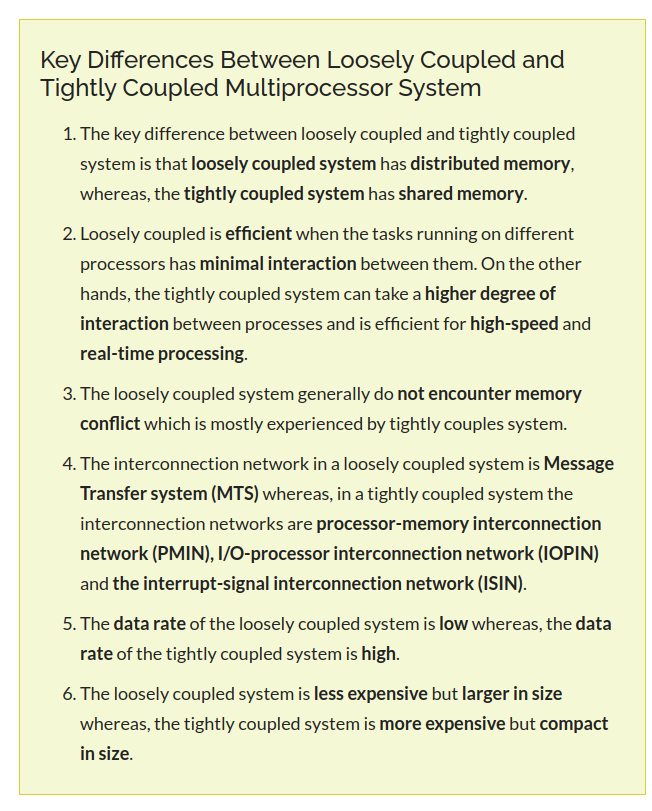 Key Differences Between Loosely Coupled and
Tightly Coupled Multiprocessor System
1. The key difference between loosely coupled and tightly coupled
system is that loosely coupled system has distributed memory,
whereas, the tightly coupled system has shared memory.
2. Loosely coupled is efficient when the tasks running on different
processors has minimal interaction between them. On the other
hands, the tightly coupled system can take a higher degree of
interaction between processes and is efficient for high-speed and
real-time processing.
3. The loosely coupled system generally do not encounter memory
conflict which is mostly experienced by tightly couples system.
4. The interconnection network in a loosely coupled system is Message
Transfer system (MTS) whereas, in a tightly coupled system the
interconnection networks are processor-memory interconnection
network (PMIN), I/O-processor interconnection network (IOPIN)
and the interrupt-signal interconnection network (ISIN).
5. The data rate of the loosely coupled system is low whereas, the data
rate of the tightly coupled system is high.
6. The loosely coupled system is less expensive but larger in size
whereas, the tightly coupled system is more expensive but compact
in size.